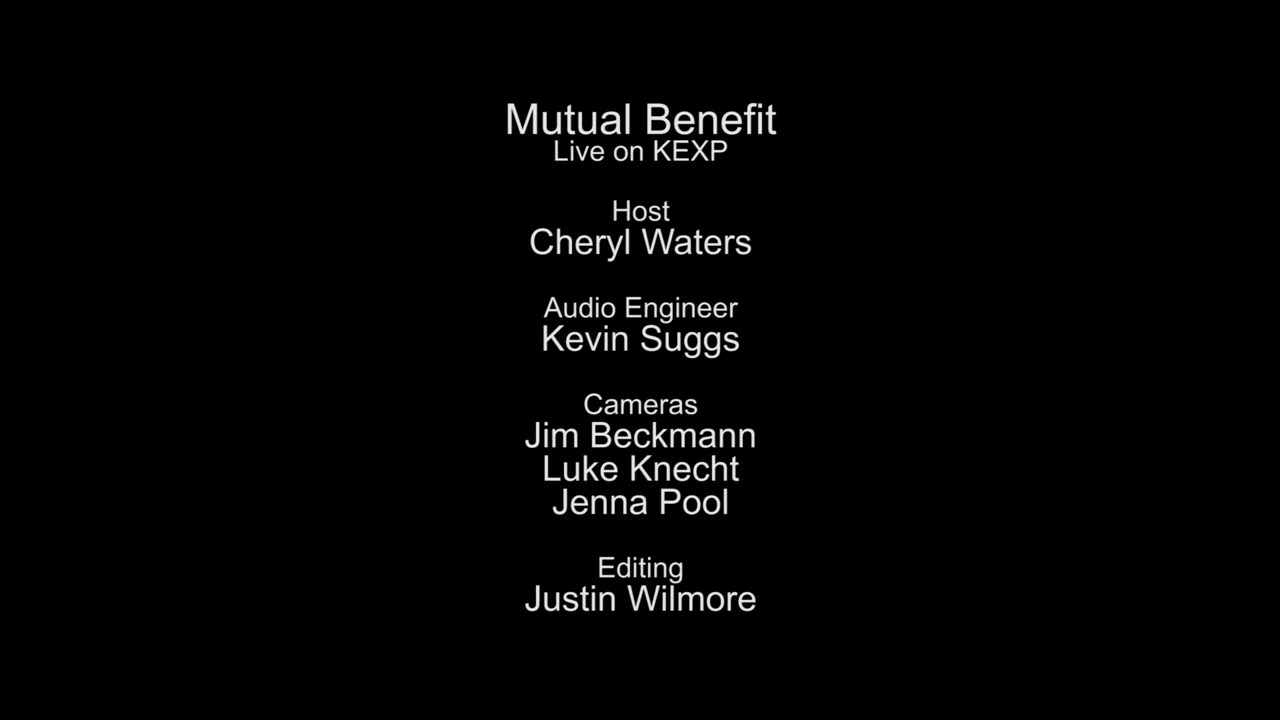 Mutual Benefit
Live on KEXP
Host
Cheryl Waters
Audio Engineer
Kevin Suggs
Cameras
Jim Beckmann
Luke Knecht
Jenna Pool
Editing
Justin Wilmore